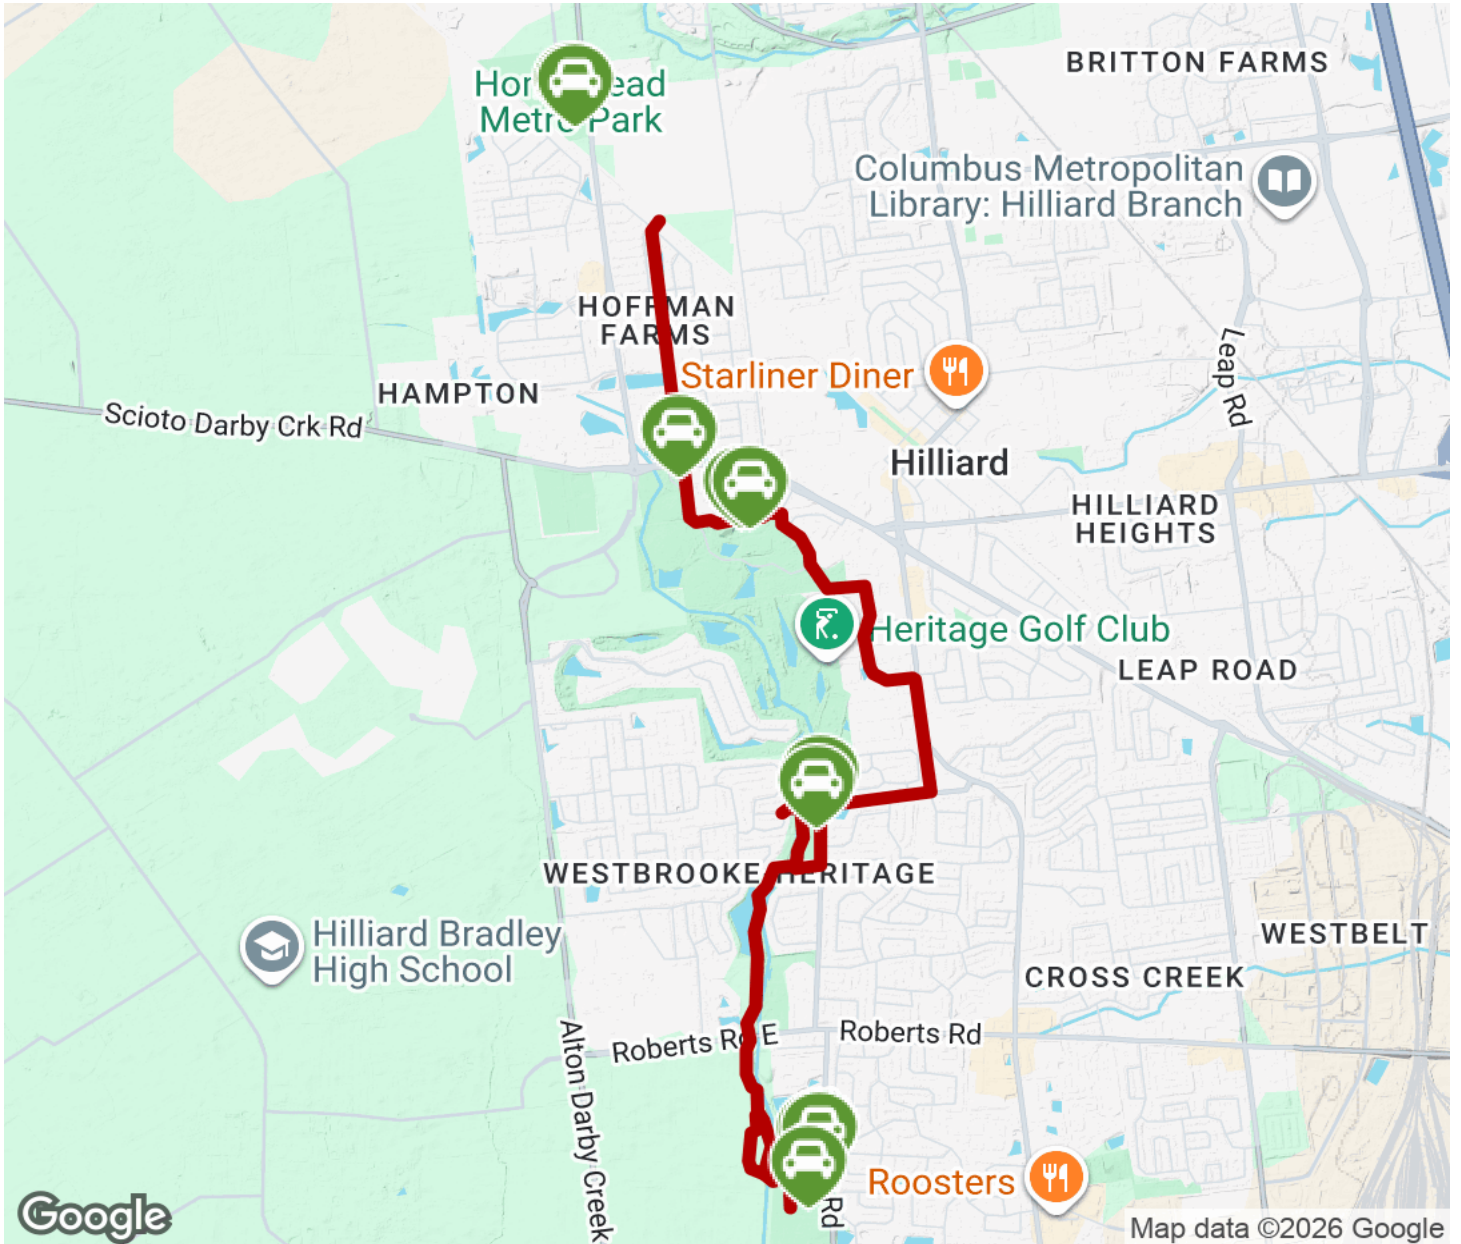 BRITTON FARMS
Metro Park
Columbus Metropolitan
Library: Hilliard Branch
HOFFMAN
FARMS
Leap Rd
Starliner Diner
HAMPTON
Scioto Darby Crk Rd
Hilliard
HILLIARD
HEIGHTS
Heritage Golf Club
LEAP ROAD
WESTBROOKE HERITAGE
Hilliard Bradley
High School
WESTBELT
CROSS CREEK
Roberts Rd E
Roberts Rd
Alton Darby Creek
Roosters
Rd
Google
Map data ©2026 Google